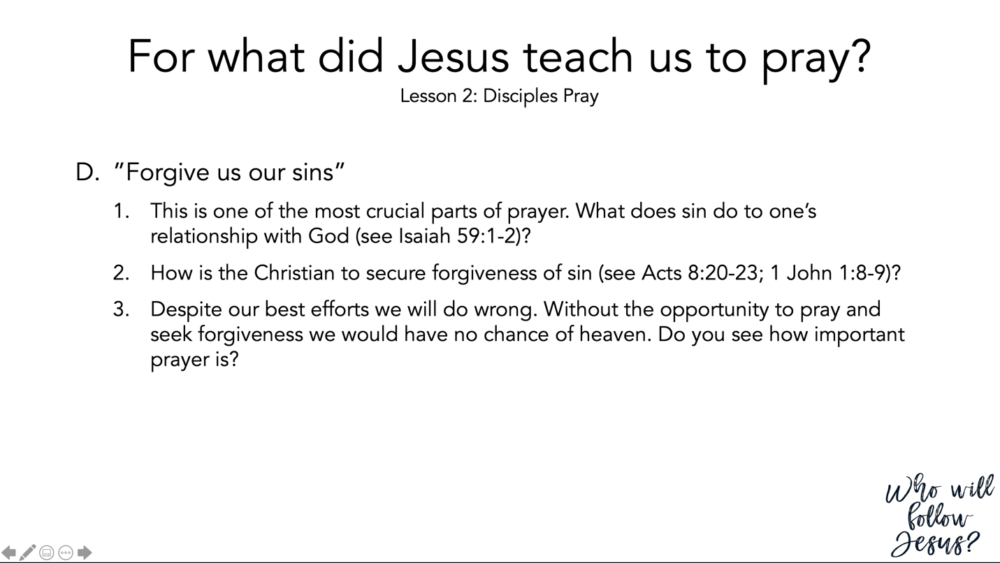 For what did Jesus teach us to pray?
Lesson 2: Disciples Pray
D. ”Forgive us our sins”
1. This is one of the most crucial parts of prayer. What does sin do to one’s
relationship with God (see Isaiah 59:1-2)?
2. How is the Christian to secure forgiveness of sin (see Acts 8:20-23; 1 John 1:8-9)?
3. Despite our best efforts we will do wrong. Without the opportunity to pray and
seek forgiveness we would have no chance of heaven. Do you see how important
prayer is?
Who will
follow
Jesus?